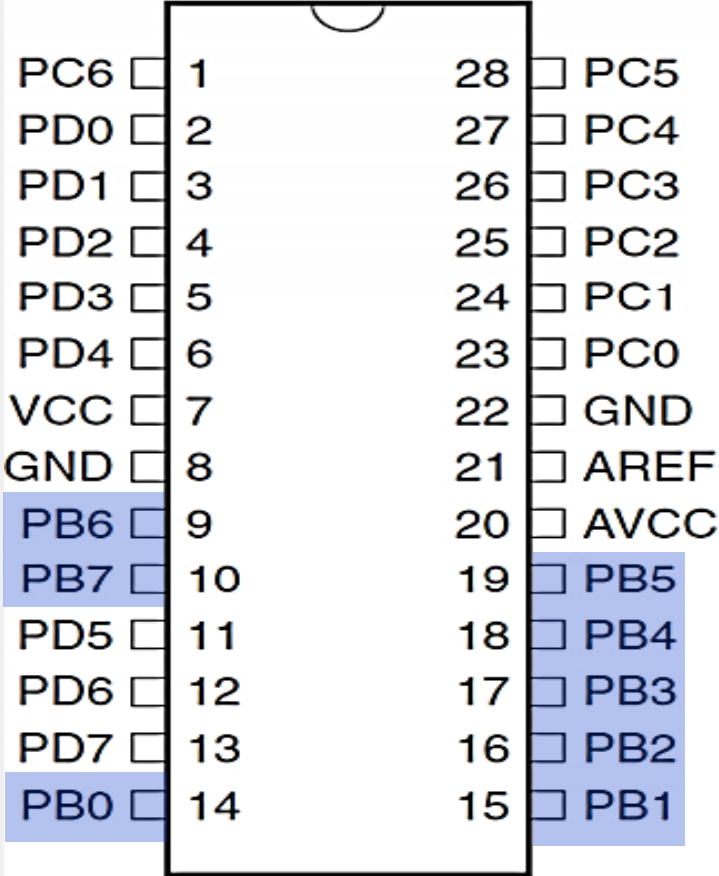 PC6 1 28 PC5
PD0 2 27 PC4
PD1 3 26 PC3
PD2 4 25 PC2
PD3 5 24 PC1
PD4 6 23 PC0
VCC 7 22 GND
GND 8 21 AREF
PB6 9 20 AVCC
PB7 10 19 PB5
PD5 11 18 PB4
PD6 12 17 PB3
PD7 13 16 PB2
PB0 14 15 PB1